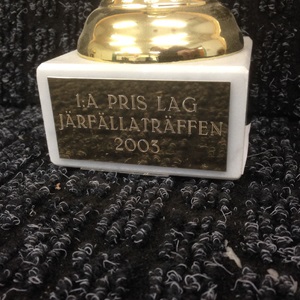 1:A PRIS LAG
JÄRFÄLLATRÄFFEN
2003